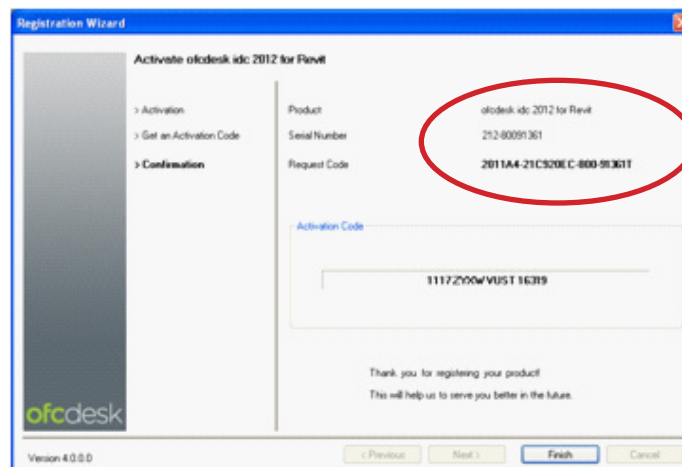 Registration Wizard
Activate ofcdesk idc 2012 for Revit
> Activation
> Get an Activation Code
> Confirmation
Product
ofcdesk idc 2012 for Revit
Serial Number
212-80091361
Request Code
2011A4-21C920EC-800-91361T
Activation Code
1117ZYXWVUST16319
Thank you for registering your product!
This will help us to serve you better in the future.
ofcdesk
Version 4.0.0.0
< Previous
Next >
Finish
Cancel